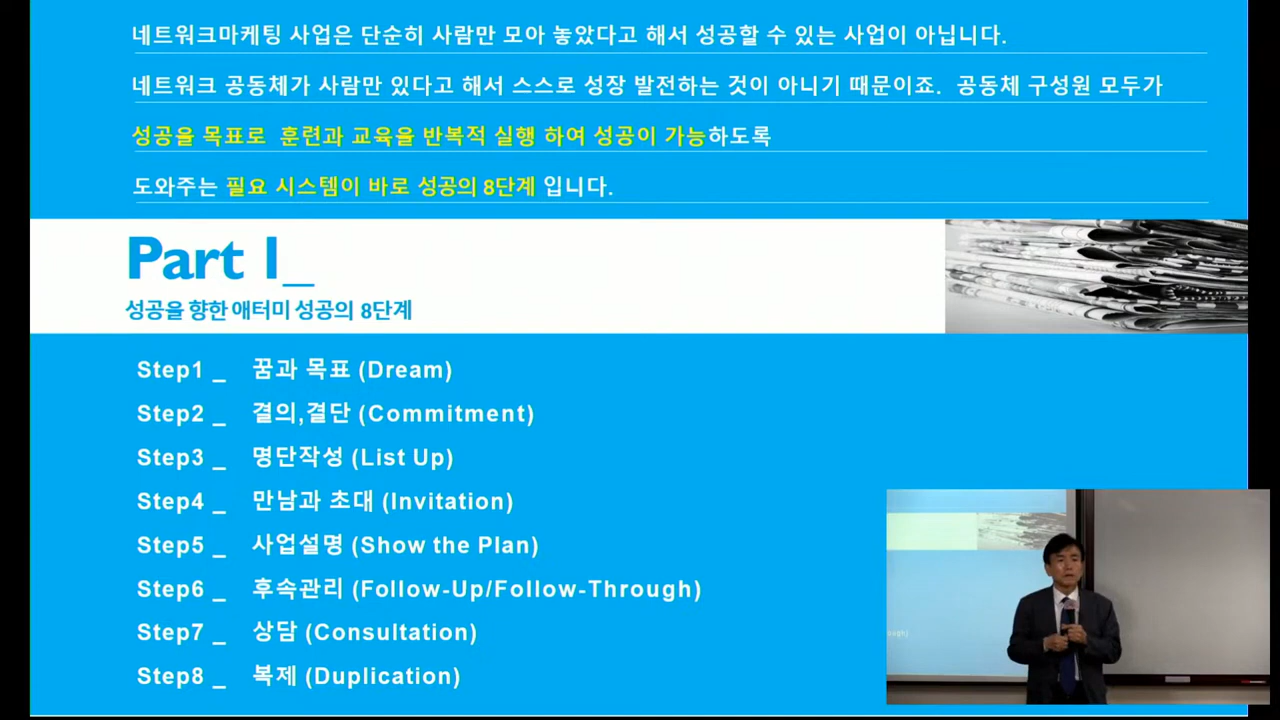 네트워크마케팅 사업은 단순히 사람만 모아 놓았다고 해서 성공할 수 있는 사업이 아닙니다.
네트워크 공동체가 사람만 있다고 해서 스스로 성장 발전하는 것이 아니기 때문이죠. 공동체 구성원 모두가
성공을 목표로 훈련과 교육을 반복적 실행 하여 성공이 가능하도록
도와주는 필요 시스템이 바로 성공의 8단계 입니다.
Part I_
성공을 향한 애터미 성공의 8단계
Step1 _ 꿈과 목표 (Dream)
Step2 _ 결의,결단 (Commitment)
Step3 _ 명단작성 (List Up)
Step4 _ 만남과 초대 (Invitation)
Step5 _ 사업설명 (Show the Plan)
Step6 _ 후속관리 (Follow-Up/Follow-Through)
Step7 _ 상담 (Consultation)
Step8 _ 복제 (Duplication)